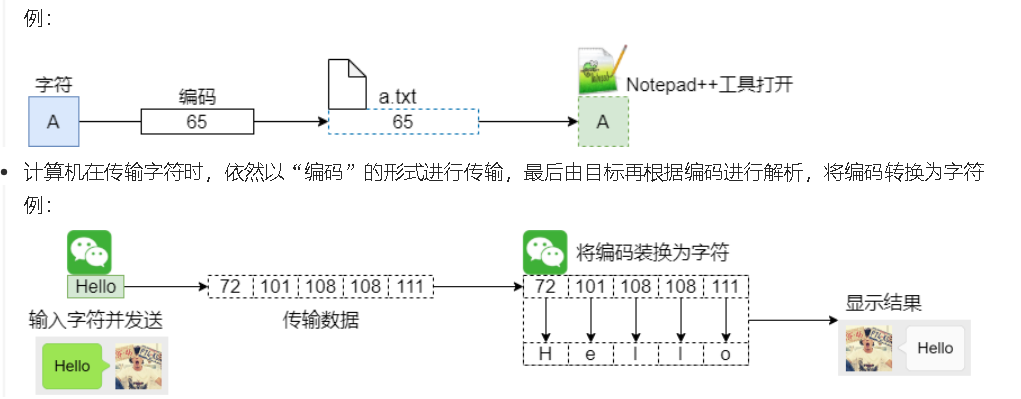 例：
字符
编码
a.txt
Notepad++工具打开
A
65
65
A
计算机在传输字符时，依然以“编码”的形式进行传输，最后由目标再根据编码进行解析，将编码转换为字符
例：
将编码装换为字符
Hello
72 101 108 108 111
72 101 108 108 111
输入字符并发送
传输数据
显示结果
H e l l o
Hello
Hello